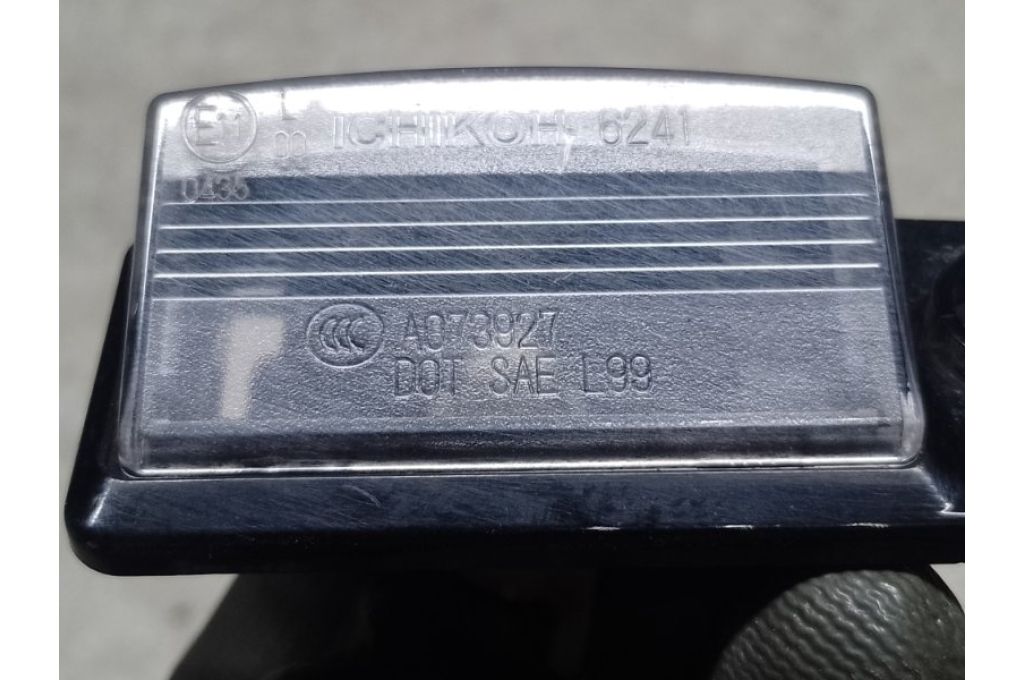 E11 L ICHIKOH 6241
00
0435
CCC A073927
DOT SAE L99